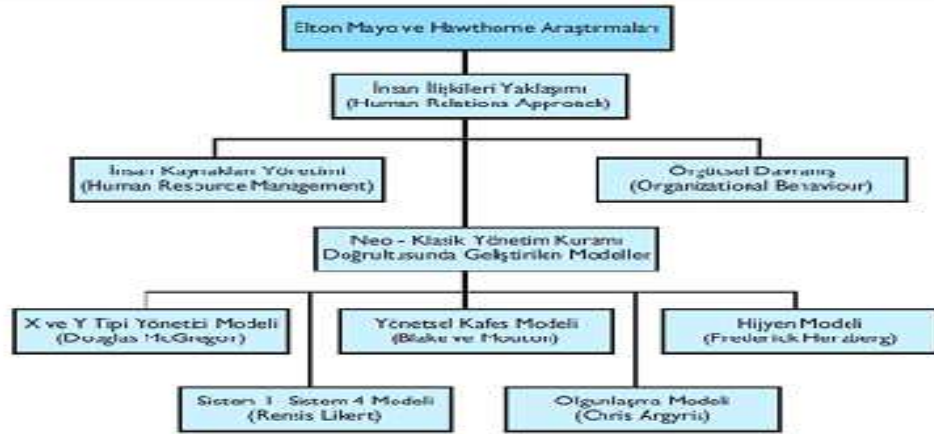 Elton Mayo ve Hawthorne Araştırmaları
İnsan İlişkileri Yaklaşımı
(Human Relations Approach)
İnsan Kaynakları Yönetimi
(Human Resource Management)
Örgütsel Davranış
(Organizational Behaviour)
Neo - Klasik Yönetim Kuramı
Doğrultusunda Geliştirilen Modeller
X ve Y Tipi Yönetici Modeli
(Douglas McGregor)
Yönetsel Kafes Modeli
(Blake ve Mouton)
Hijyen Modeli
(Frederick Herzberg)
Sistem 1 - Sistem 4 Modeli
(Rensis Likert)
Olgunlaşma Modeli
(Chris Argyris)